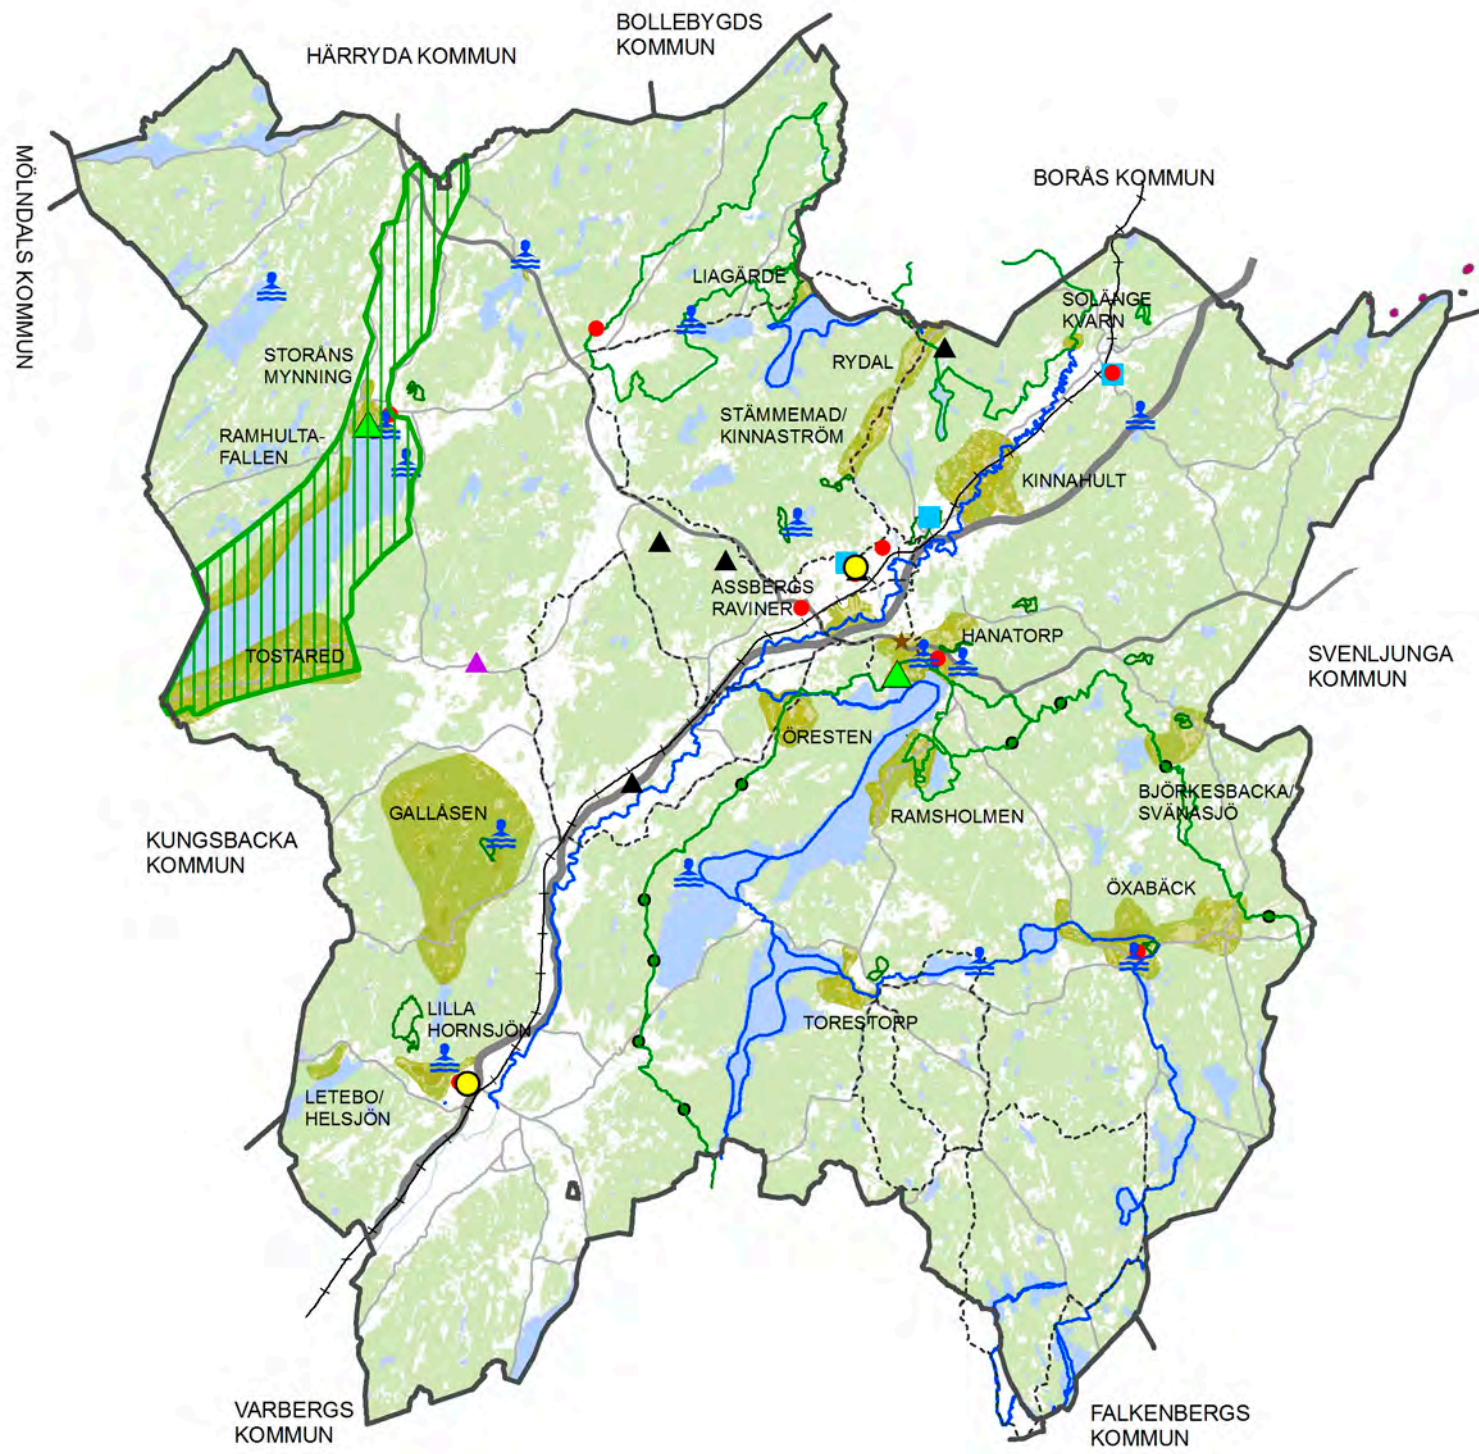 BOLLEBYGDS
KOMMUN
HÄRRYDA KOMMUN
MÖLNDALS KOMMUN
BORÅS KOMMUN
LIAGÄRDE
SOLÄNGE
KVARN
STORÅNS
MYNNING
RYDAL
STÄMMEMAD/
KINNASTRÖM
RAMHULTA-
FALLEN
KINNAHULT
ASSBERGS
RAVINER
HANATORP
TOSTARED
SVENLJUNGA
KOMMUN
ÖRESTEN
GALLÅSEN
RAMSHOLMEN
BJÖRKESBACKA/
SVÄNASJÖ
KUNGSBACKA
KOMMUN
ÖXABÄCK
LILLA
HORNSJÖN
TORESTORP
LETEBO/
HELSJÖN
VARBERGS
KOMMUN
FALKENBERGS
KOMMUN